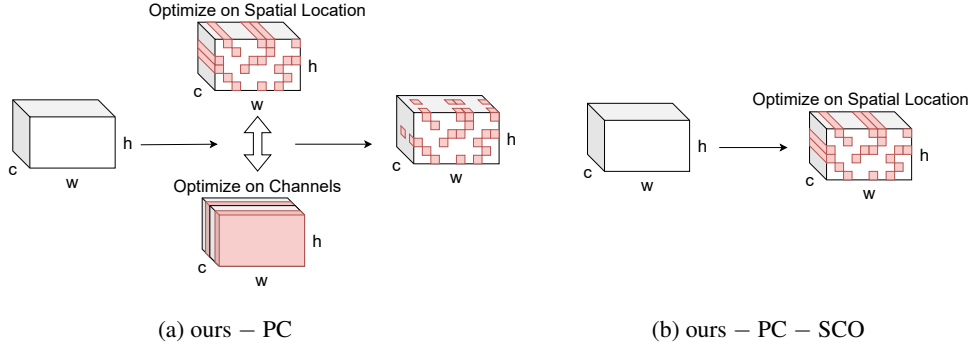 Optimize on Spatial Location
h
c
w
h
c
w
h
c
w
Optimize on Channels
h
c
w
(a) ours − PC
Optimize on Spatial Location
h
c
w
h
c
w
(b) ours − PC − SCO